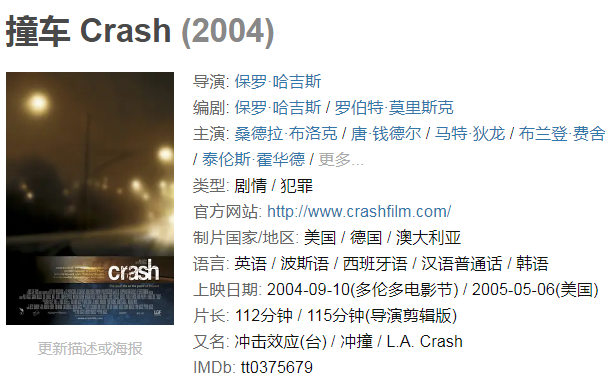 撞车 Crash (2004)
导演: 保罗·哈吉斯
编剧: 保罗·哈吉斯 / 罗伯特·莫里斯克
主演: 桑德拉·布洛克 / 唐·钱德尔 / 马特·狄龙 / 布兰登·费舍
/ 泰伦斯·霍华德 / 更多...
类型: 剧情 / 犯罪
官方网站: http://www.crashfilm.com/
制片国家/地区: 美国 / 德国 / 澳大利亚
语言: 英语 / 波斯语 / 西班牙语 / 汉语普通话 / 韩语
上映日期: 2004-09-10(多伦多电影节) / 2005-05-06(美国)
片长: 112分钟 / 115分钟(导演剪辑版)
又名: 冲击效应(台) / 冲撞 / L.A. Crash
IMDb: tt0375679
crash
更新描述或海报